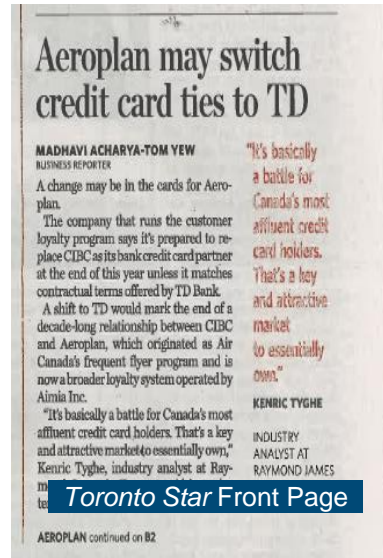 Aeroplan may switch
credit card ties to TD
MADHAVI ACHARYA-TOM YEW
BUSINESS REPORTER
A change may be in the cards for Aero-
plan.
The company that runs the customer
loyalty program says it's prepared to re-
place CIBC as its bank credit card partner
at the end of this year unless it matches
contractual terms offered by TD Bank.
A shift to TD would mark the end of a
decade-long relationship between CIBC
and Aeroplan, which originated as Air
Canada's frequent flyer program and is
now a broader loyalty system operated by
Aimia Inc.
"It's basically a battle for Canada's most
affluent credit card holders. That's a key
and attractive market to essentially own,"
Kenric Tyghe, industry analyst at Ray-
"It's basically
a battle for
Canada's most
affluent credit
card holders.
That's a key
and attractive
market
to essentially
own."
KENRIC TYGHE
INDUSTRY
ANALYST AT
RAYMOND JAMES
Toronto Star Front Page
AEROPLAN continued on B2